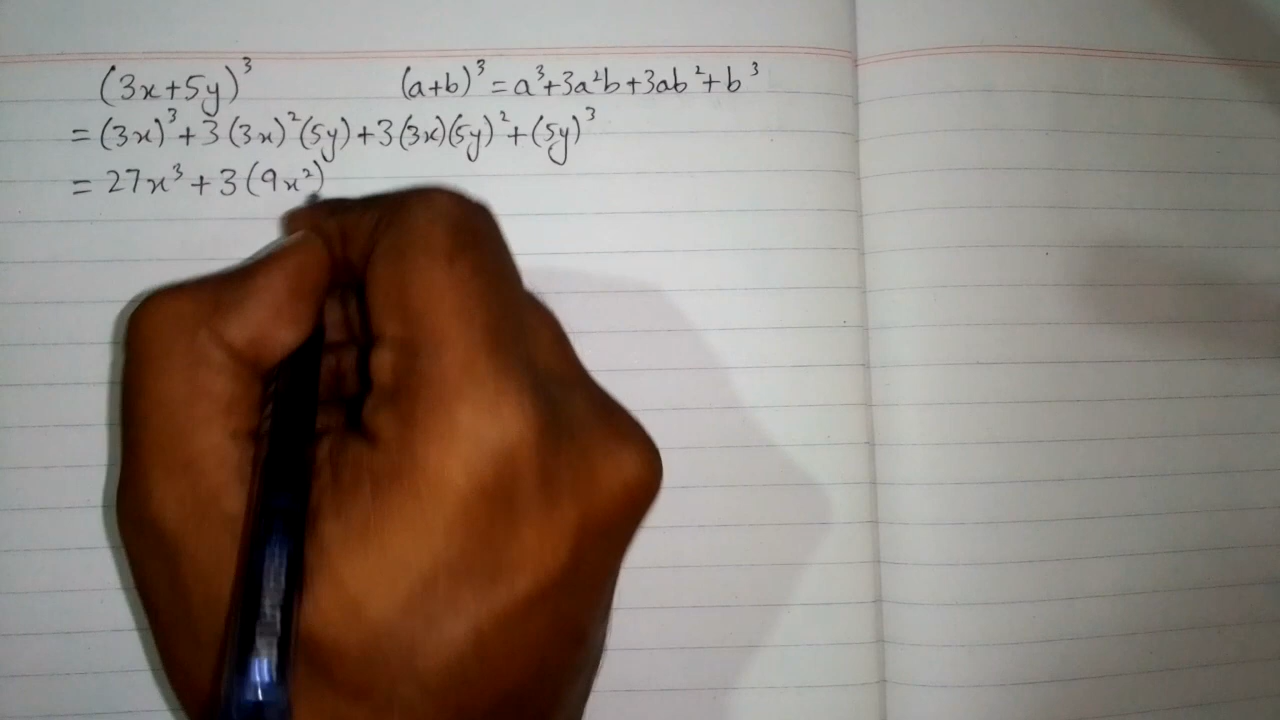 (3x+5y)³ (a+b)³ = a³+3a²b+3ab²+b³
= (3x)³+3(3x)²(5y)+3(3x)(5y)²+(5y)³
= 27x³+3(9x²)